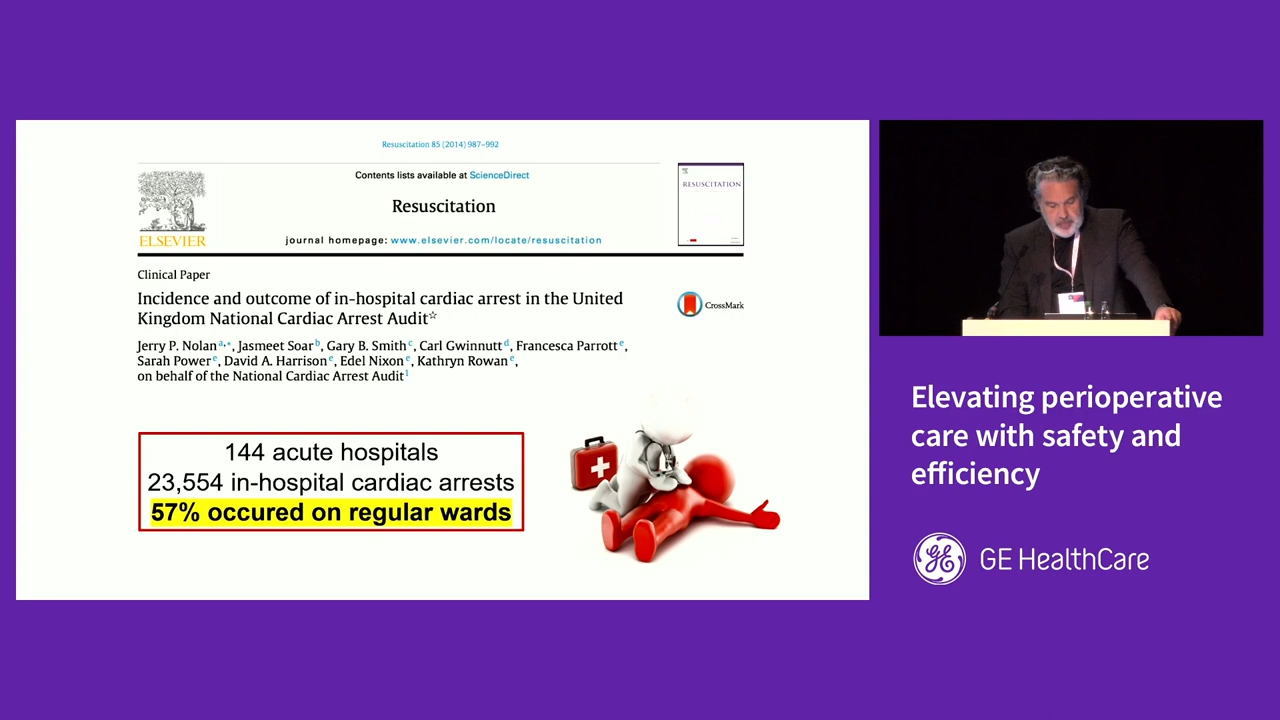 Resuscitation 85 (2014) 987–992
Contents lists available at ScienceDirect
Resuscitation
journal homepage: www.elsevier.com/locate/resuscitation
ELSEVIER
RESUSCITATION
Clinical Paper
Incidence and outcome of in-hospital cardiac arrest in the United
Kingdom National Cardiac Arrest Audit☆
CrossMark
Jerry P. Nolan a,*, Jasmeet Soar b, Gary B. Smith c, Carl Gwinnutt d, Francesca Parrott e,
Sarah Power e, David A. Harrison e, Edel Nixon e, Kathryn Rowan e,
on behalf of the National Cardiac Arrest Audit 1
144 acute hospitals
23,554 in-hospital cardiac arrests
57% occured on regular wards
Elevating perioperative
care with safety and
efficiency
GE HealthCare